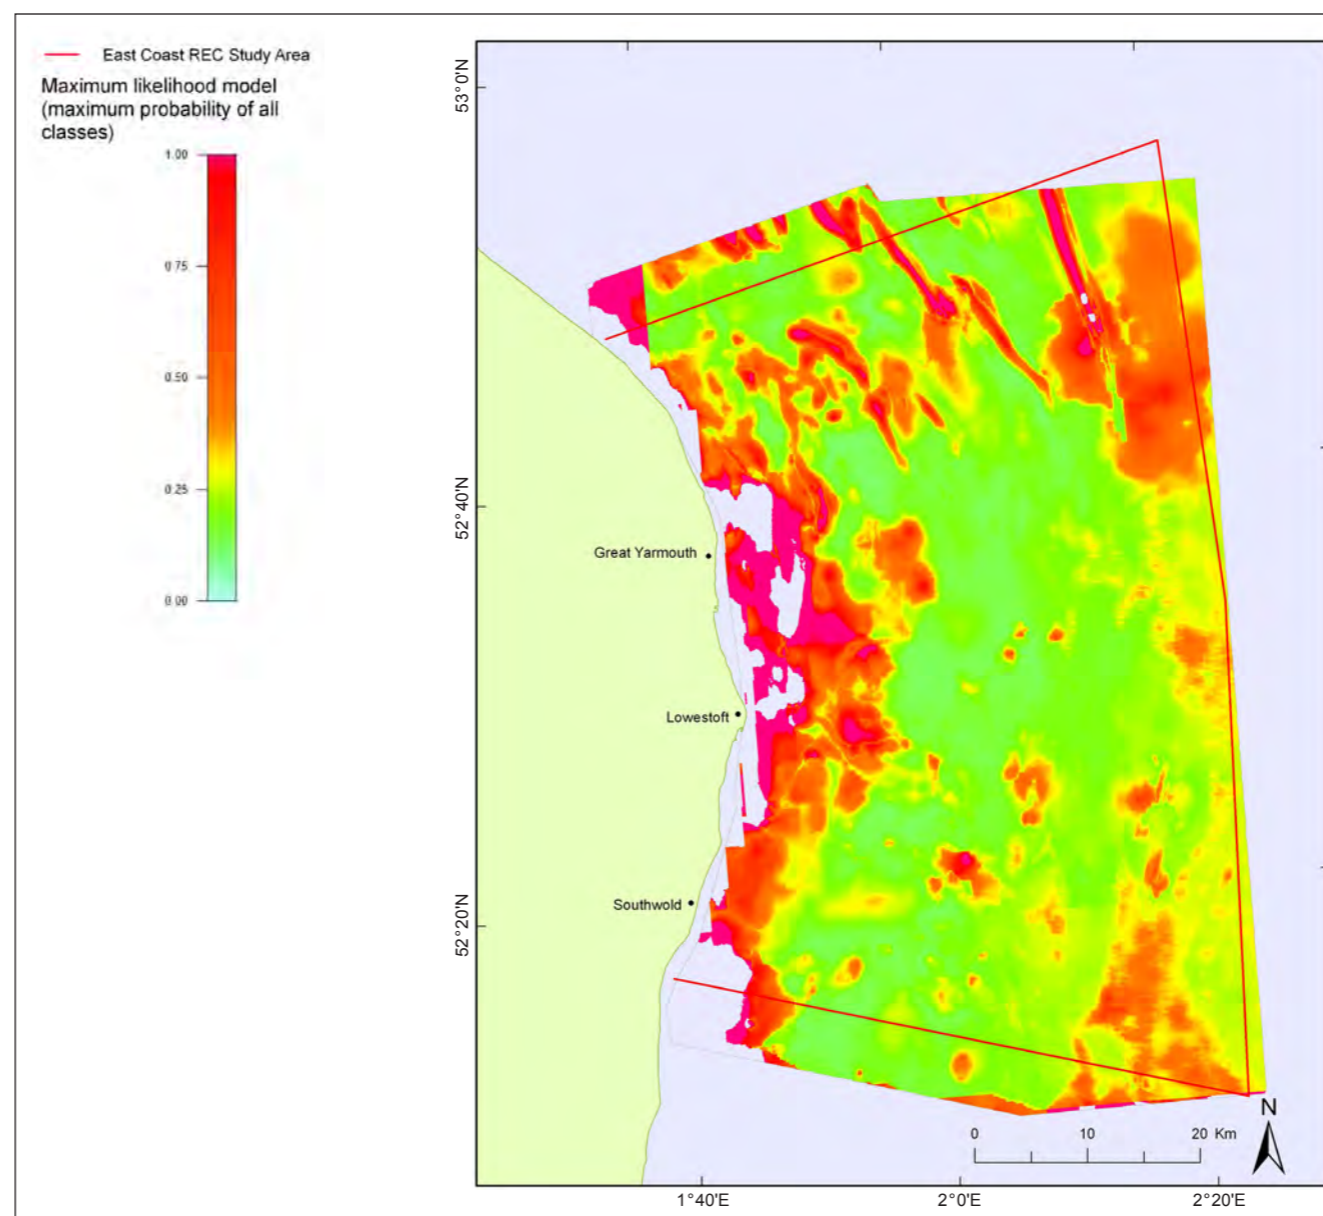 East Coast REC Study Area
Maximum likelihood model
(maximum probability of all
classes)
1.00
0.75
0.50
0.25
0.00
53°0'N
52°40'N
52°20'N
Great Yarmouth
Lowestoft
Southwold
N
0 10 20 Km
1°40'E 2°0'E 2°20'E